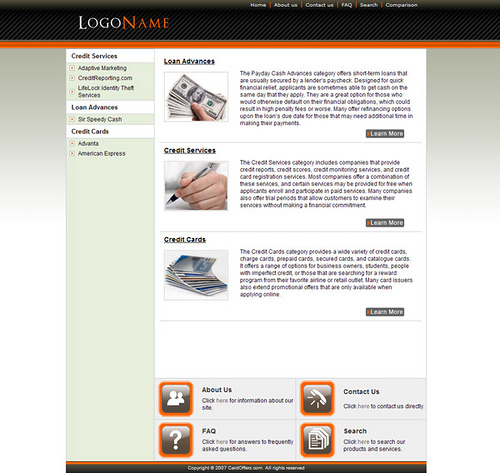 Home | About us | Contact us | FAQ | Search | Comparison
LOGONAME
Credit Services
Adaptive Marketing
CreditReporting.com
LifeLock Identity Theft
Services
Loan Advances
Sir Speedy Cash
Credit Cards
Advanta
American Express
Loan Advances
The Payday Cash Advances category offers short-term loans that
are usually secured by a lender's paycheck. Designed for quick
financial relief, applicants are sometimes able to get cash on the
same day that they apply. They are a great option for those who
would otherwise default on their financial obligations, which could
result in high penalty fees or worse. Many offer refinancing options
upon the loan's due date for those that may need additional time in
making their payments.
Learn More
Credit Services
The Credit Services category includes companies that provide
credit reports, credit scores, credit monitoring services, and credit
card registration services. Most companies offer a combination of
these services, and certain services may be provided for free when
applicants enroll and participate in paid services. Many companies
also offer trial periods that allow customers to examine their
services without making a financial commitment.
Learn More
Credit Cards
The Credit Cards category provides a wide variety of credit cards,
charge cards, prepaid cards, secured cards, and catalogue cards.
It offers a range of options for business owners, students, people
with imperfect credit, or those that are searching for a reward
program from their favorite airline or retail outlet. Many card issuers
also extend promotional offers that are only available when
applying online.
Learn More
About Us
Click here for information about our
site.
Contact Us
Click here to contact us directly.
FAQ
Click here for answers to frequently
asked questions.
Search
Click here to search our
products and services.
Copyright © 2007 CardOffers.com. All rights reserved